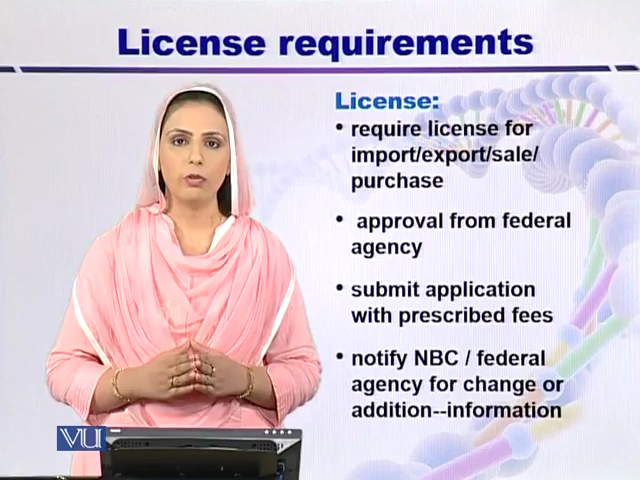 License requirements
License:
• require license for
import/export/sale/
purchase
• approval from federal
agency
• submit application
with prescribed fees
• notify NBC / federal
agency for change or
addition--information
VU